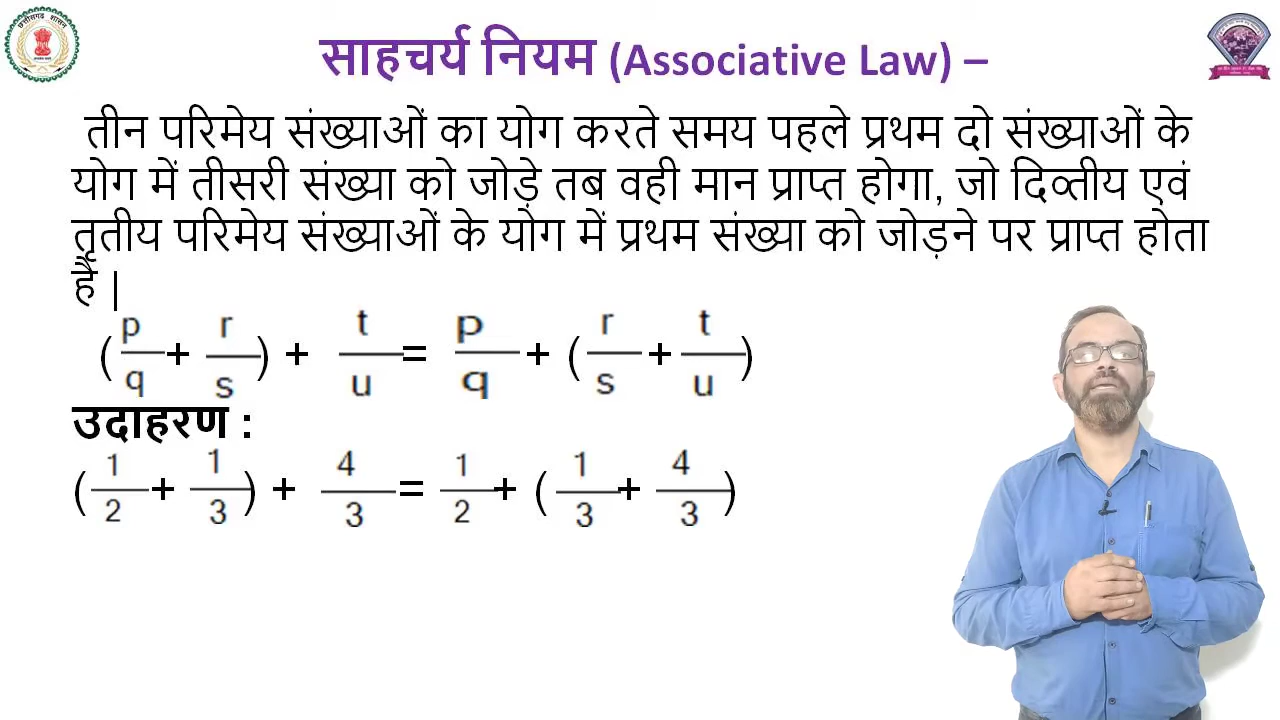 साहचर्य नियम (Associative Law) –
तीन परिमेय संख्याओं का योग करते समय पहले प्रथम दो संख्याओं के
योग में तीसरी संख्या को जोड़े तब वही मान प्राप्त होगा, जो दिव्तीय एवं
तृतीय परिमेय संख्याओं के योग में प्रथम संख्या को जोड़ने पर प्राप्त होता
है |
(p/q + r/s) + t/u = p/q + (r/s + t/u)
उदाहरण :
(1/2 + 1/3) + 4/3 = 1/2 + (1/3 + 4/3)